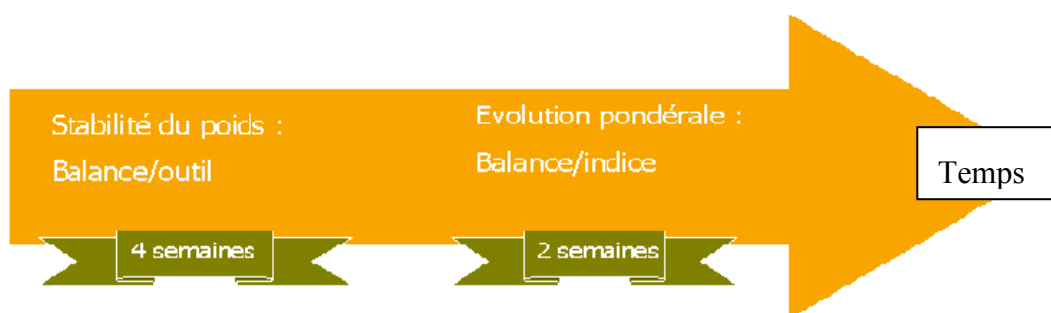 Stabilité du poids :
Balance/outil
Evolution pondérale :
Balance/indice
Temps
4 semaines
2 semaines